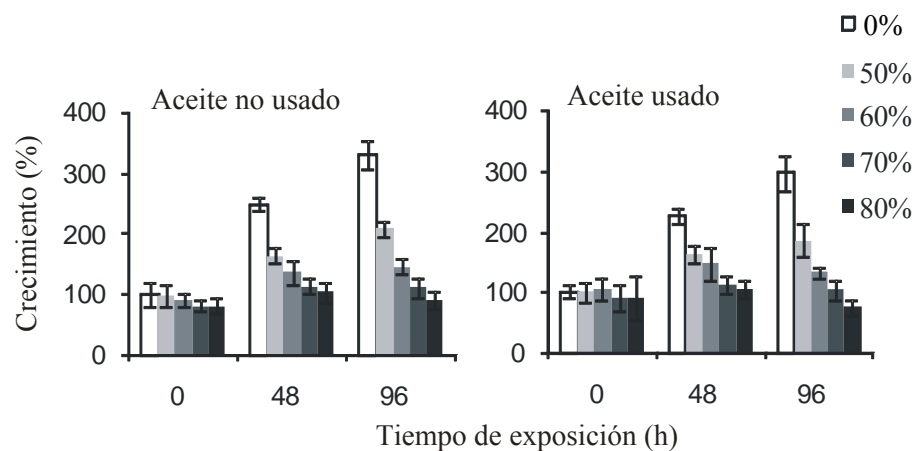 0%
50%
60%
70%
80%
Aceite no usado
Aceite usado
Crecimiento (%)
400
300
200
100
0
0 48 96
400
300
200
100
0
0 48 96
Tiempo de exposición (h)